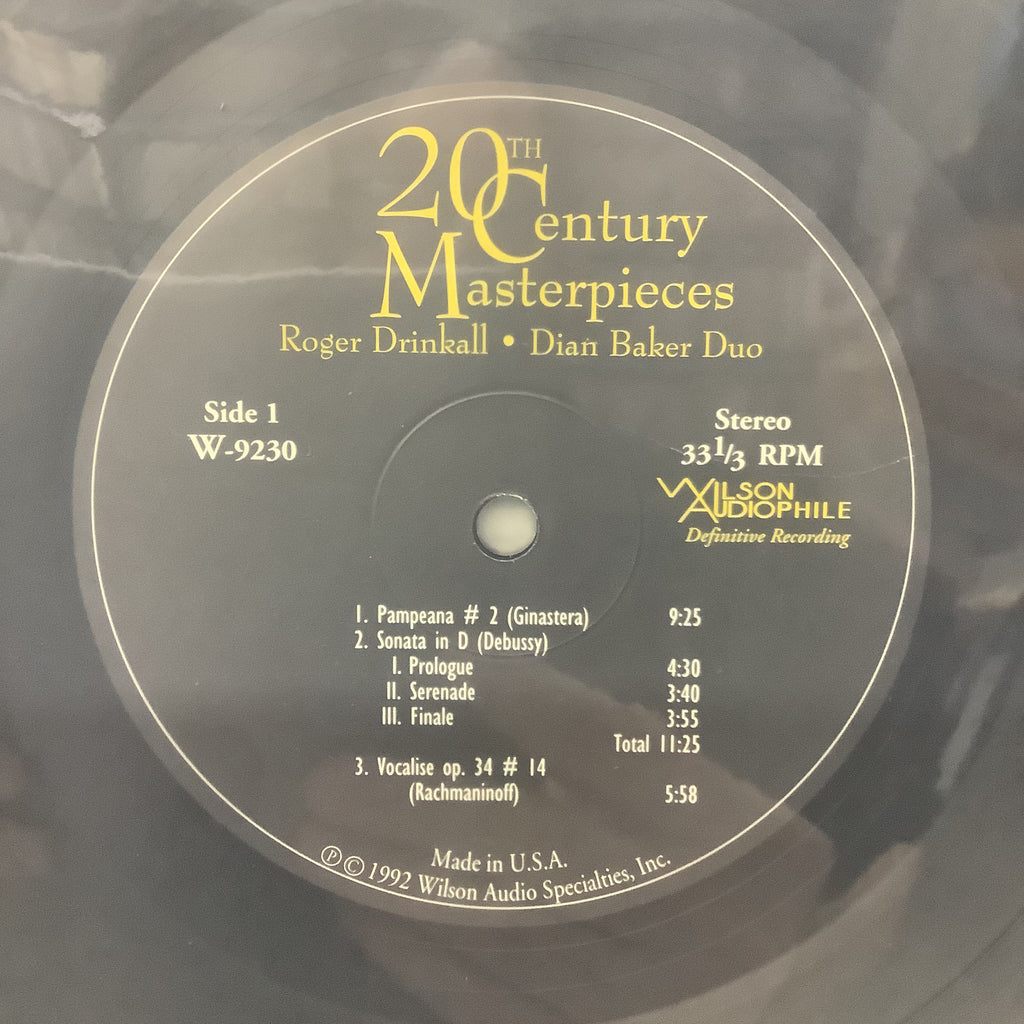 20TH Century
Masterpieces
Roger Drinkall • Dian Baker Duo
Side 1
W-9230
Stereo
33 1/3 RPM
WILSON
AUDIOPHILE
Definitive Recording
1. Pampeana # 2 (Ginastera) 9:25
2. Sonata in D (Debussy)
I. Prologue 4:30
II. Serenade 3:40
III. Finale 3:55
Total 11:25
3. Vocalise op. 34 # 14
(Rachmaninoff) 5:58
Made in U.S.A.
℗ © 1992 Wilson Audio Specialties, Inc.